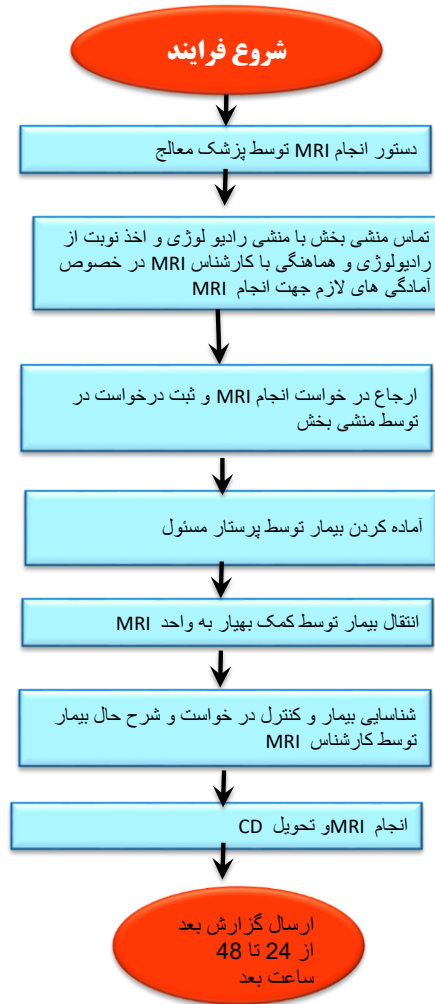 شروع فرایند
دستور انجام MRI توسط پزشک معالج
تماس منشی بخش با منشی رادیو لوژی و اخذ نوبت از
رادیولوژی و هماهنگی با کارشناس MRI در خصوص
آمادگی های لازم جهت انجام MRI
ارجاع در خواست انجام MRI و ثبت درخواست در
توسط منشی بخش
آماده کردن بیمار توسط پرستار مسئول
انتقال بیمار توسط کمک بهیار به واحد MRI
شناسایی بیمار و کنترل در خواست و شرح حال بیمار
توسط کارشناس MRI
انجام MRIو تحویل CD
ارسال گزارش بعد
از 24 تا 48
ساعت بعد